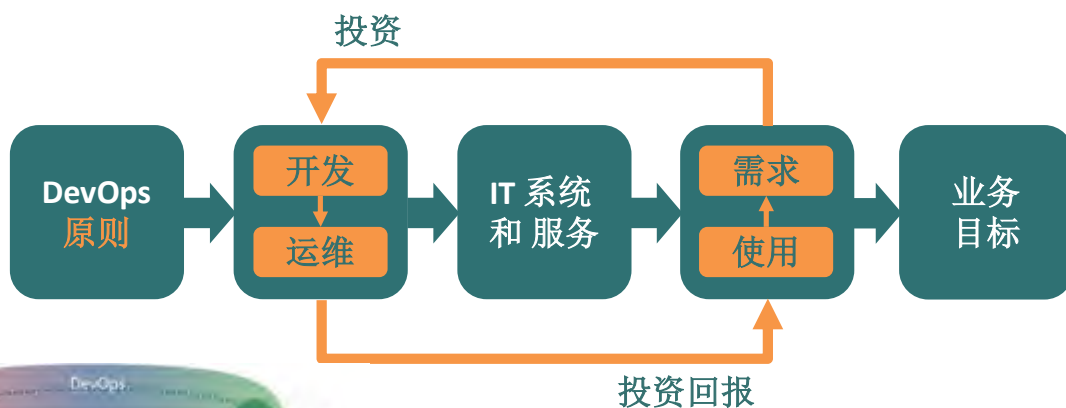 投资
DevOps
原则
开发
运维
IT 系统
和 服务
需求
使用
业务
目标
投资回报
DevOps